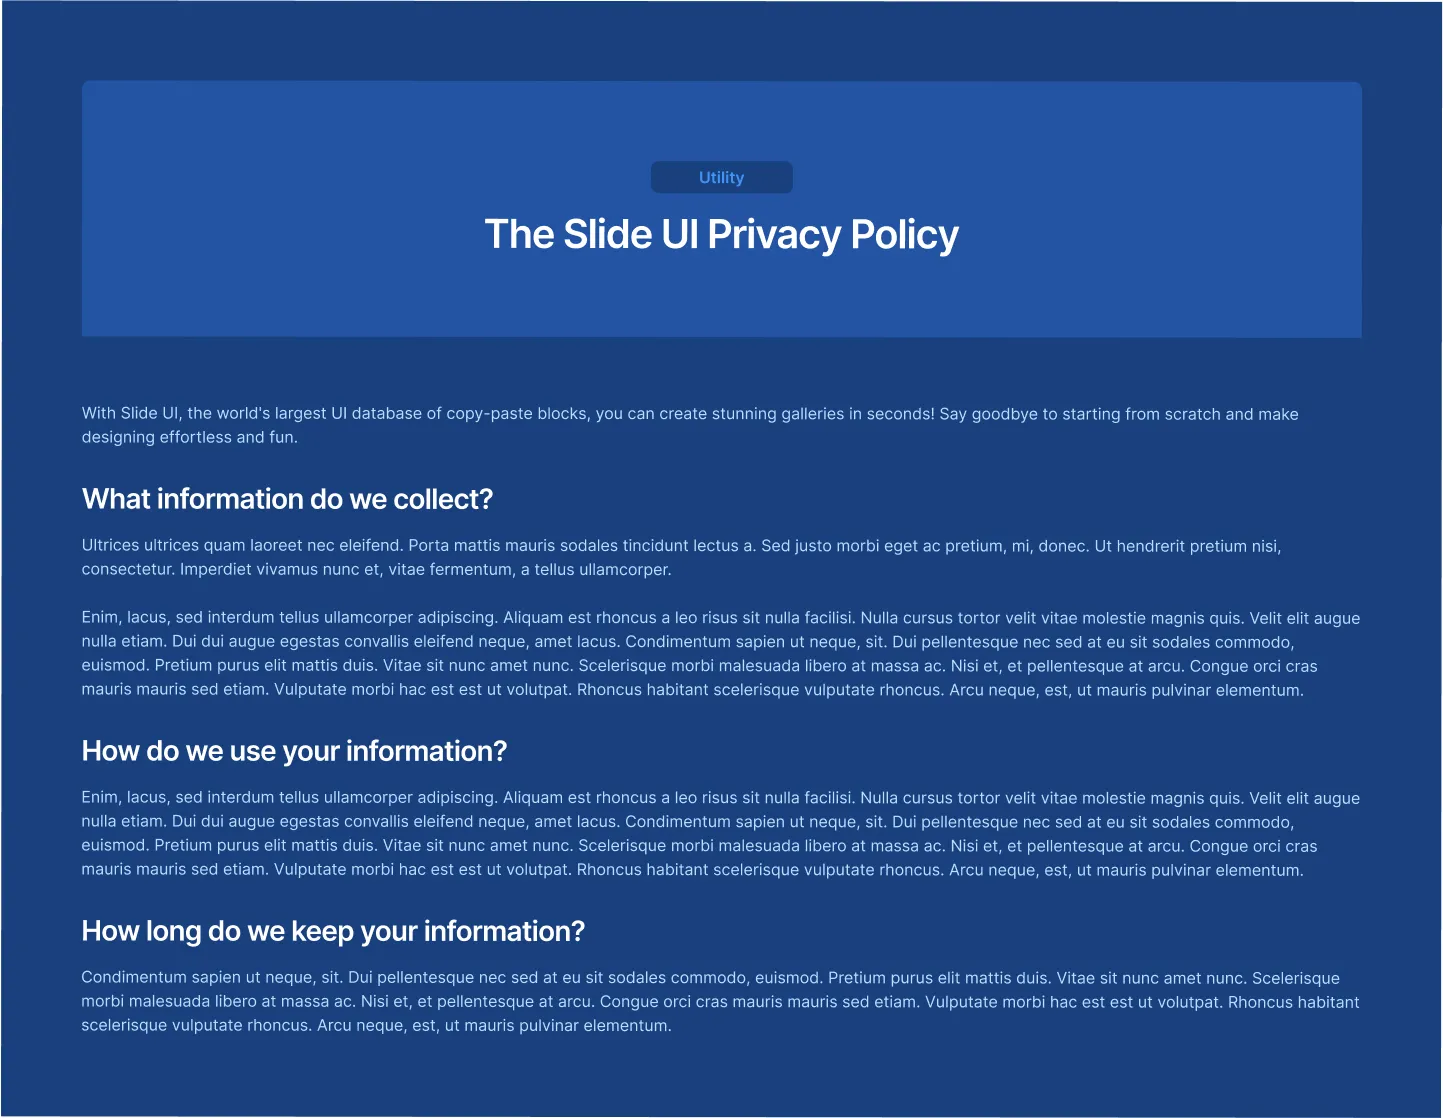 Utility
The Slide UI Privacy Policy
With Slide UI, the world's largest UI database of copy-paste blocks, you can create stunning galleries in seconds! Say goodbye to starting from scratch and make
designing effortless and fun.
What information do we collect?
Ultrices ultrices quam laoreet nec eleifend. Porta mattis mauris sodales tincidunt lectus a. Sed justo morbi eget ac pretium, mi, donec. Ut hendrerit pretium nisi,
consectetur. Imperdiet vivamus nunc et, vitae fermentum, a tellus ullamcorper.
Enim, lacus, sed interdum tellus ullamcorper adipiscing. Aliquam est rhoncus a leo risus sit nulla facilisi. Nulla cursus tortor velit vitae molestie magnis quis. Velit elit augue
nulla etiam. Dui dui augue egestas convallis eleifend neque, amet lacus. Condimentum sapien ut neque, sit. Dui pellentesque nec sed at eu sit sodales commodo,
euismod. Pretium purus elit mattis duis. Vitae sit nunc amet nunc. Scelerisque morbi malesuada libero at massa ac. Nisi et, et pellentesque at arcu. Congue orci cras
mauris mauris sed etiam. Vulputate morbi hac est est ut volutpat. Rhoncus habitant scelerisque vulputate rhoncus. Arcu neque, est, ut mauris pulvinar elementum.
How do we use your information?
Enim, lacus, sed interdum tellus ullamcorper adipiscing. Aliquam est rhoncus a leo risus sit nulla facilisi. Nulla cursus tortor velit vitae molestie magnis quis. Velit elit augue
nulla etiam. Dui dui augue egestas convallis eleifend neque, amet lacus. Condimentum sapien ut neque, sit. Dui pellentesque nec sed at eu sit sodales commodo,
euismod. Pretium purus elit mattis duis. Vitae sit nunc amet nunc. Scelerisque morbi malesuada libero at massa ac. Nisi et, et pellentesque at arcu. Congue orci cras
mauris mauris sed etiam. Vulputate morbi hac est est ut volutpat. Rhoncus habitant scelerisque vulputate rhoncus. Arcu neque, est, ut mauris pulvinar elementum.
How long do we keep your information?
Condimentum sapien ut neque, sit. Dui pellentesque nec sed at eu sit sodales commodo, euismod. Pretium purus elit mattis duis. Vitae sit nunc amet nunc. Scelerisque
morbi malesuada libero at massa ac. Nisi et, et pellentesque at arcu. Congue orci cras mauris mauris sed etiam. Vulputate morbi hac est est ut volutpat. Rhoncus habitant
scelerisque vulputate rhoncus. Arcu neque, est, ut mauris pulvinar elementum.